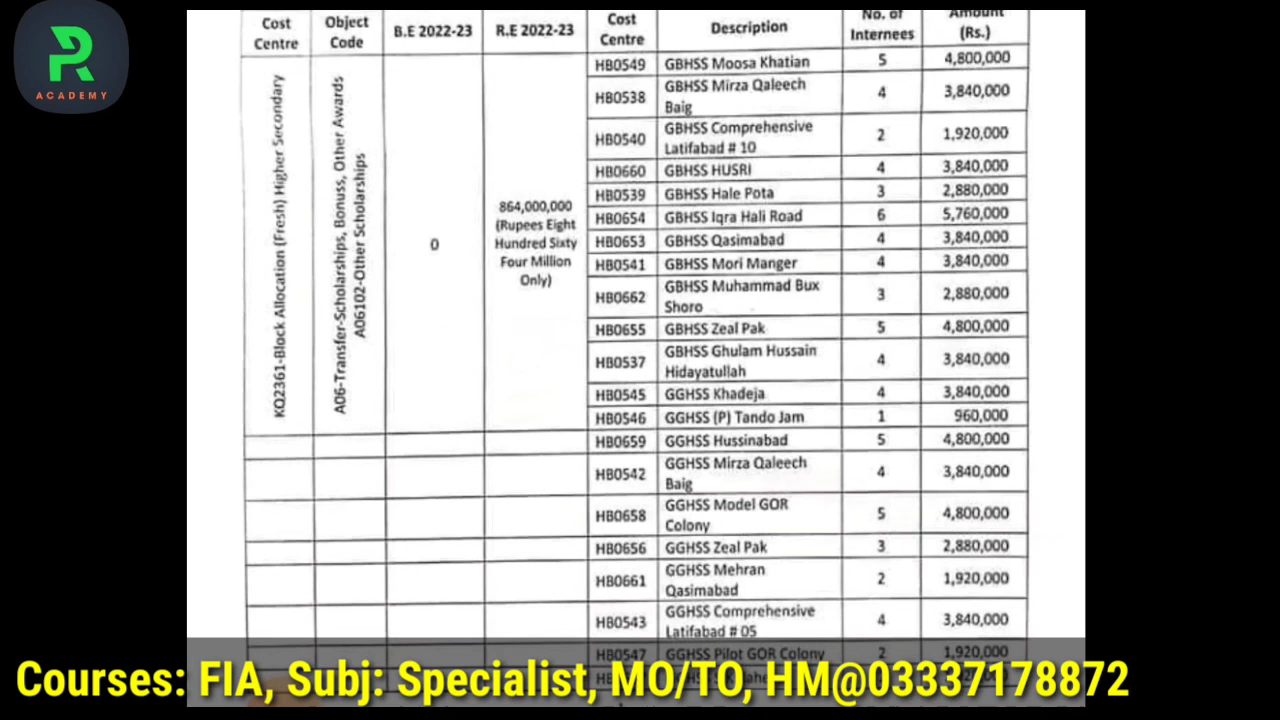 PR
ACADEMY
Cost Centre | Object Code | B.E 2022-23 | R.E 2022-23 | Cost Centre | Description | No. of Internees | Amount (Rs.)
KQ2361-Block Allocation (Fresh) Higher Secondary
A06-Transfer-Scholarships, Bonuss, Other Awards
A06102-Other Scholarships
0
864,000,000
(Rupees Eight
Hundred Sixty
Four Million
Only)
HB0549 GBHSS Moosa Khatian 5 4,800,000
HB0538 GBHSS Mirza Qaleech Baig 4 3,840,000
HB0540 GBHSS Comprehensive Latifabad # 10 2 1,920,000
HB0660 GBHSS HUSRI 4 3,840,000
HB0539 GBHSS Hale Pota 3 2,880,000
HB0654 GBHSS Iqra Hali Road 6 5,760,000
HB0653 GBHSS Qasimabad 4 3,840,000
HB0541 GBHSS Mori Manger 4 3,840,000
HB0662 GBHSS Muhammad Bux Shoro 3 2,880,000
HB0655 GBHSS Zeal Pak 5 4,800,000
HB0537 GBHSS Ghulam Hussain Hidayatullah 4 3,840,000
HB0545 GGHSS Khadeja 4 3,840,000
HB0546 GGHSS (P) Tando Jam 1 960,000
HB0659 GGHSS Hussinabad 5 4,800,000
HB0542 GGHSS Mirza Qaleech Baig 4 3,840,000
HB0658 GGHSS Model GOR Colony 5 4,800,000
HB0656 GGHSS Zeal Pak 3 2,880,000
HB0661 GGHSS Mehran Qasimabad 2 1,920,000
HB0543 GGHSS Comprehensive Latifabad # 05 4 3,840,000
HB0547 GGHSS Pilot GOR Colony 2 1,920,000
Courses: FIA, Subj: Specialist, MO/TO, HM@03337178872